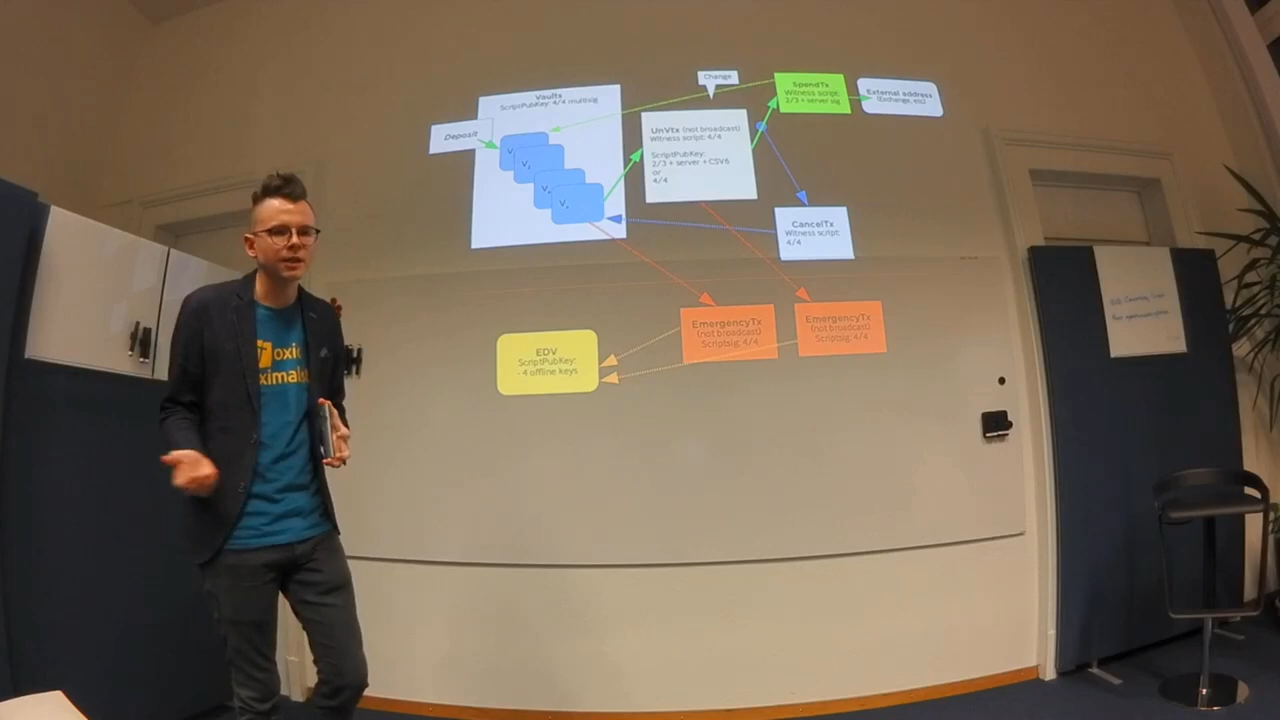 Vaults
ScriptPubKey: 4/4 multisig
Deposit
Change
UnVtx (not broadcast)
Witness script: 4/4
ScriptPubKey:
2/3 + server + CSV6
or
4/4
SpendTx
Witness script:
2/3 + server sig
External address
(Exchange, etc)
CancelTx
Witness script:
4/4
EmergencyTx
(not broadcast)
Scriptsig: 4/4
EmergencyTx
(not broadcast)
Scriptsig: 4/4
EDV
ScriptPubKey:
- 4 offline keys
oxic
ximalist